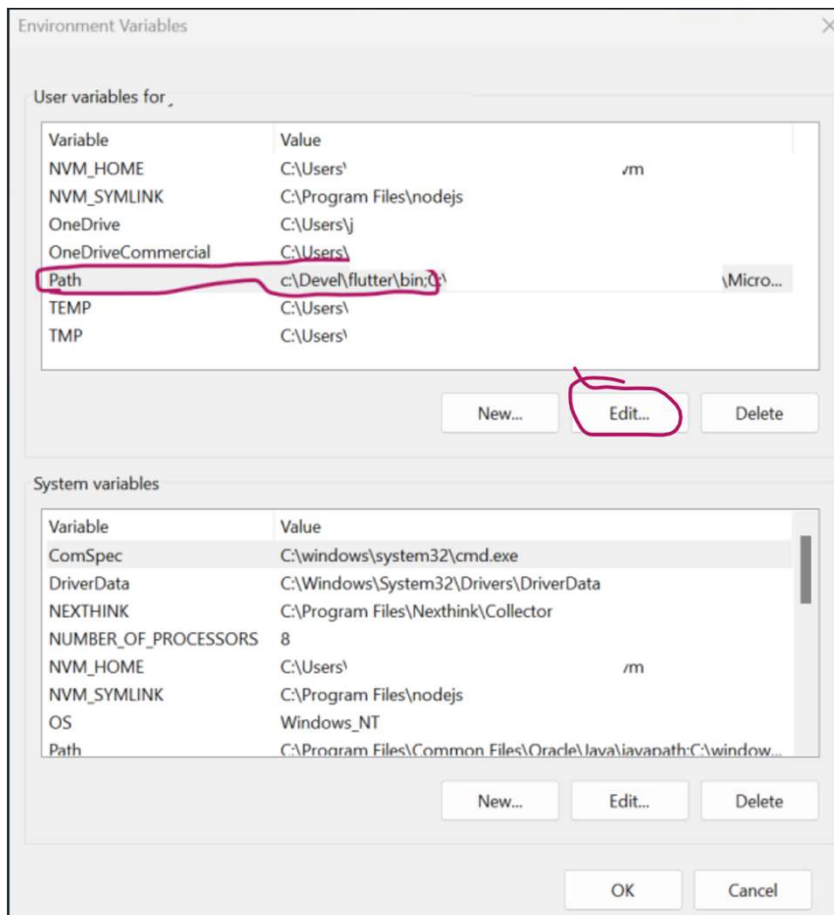 Environment Variables
User variables for
Variable Value
NVM_HOME C:\Users\ vm
NVM_SYMLINK C:\Program Files\nodejs
OneDrive C:\Users\j
OneDriveCommercial C:\Users\
Path c:\Devel\flutter\bin;C:\ \Micro...
TEMP C:\Users\
TMP C:\Users\
New... Edit... Delete
System variables
Variable Value
ComSpec C:\windows\system32\cmd.exe
DriverData C:\Windows\System32\Drivers\DriverData
NEXTHINK C:\Program Files\Nexthink\Collector
NUMBER_OF_PROCESSORS 8
NVM_HOME C:\Users\ vm
NVM_SYMLINK C:\Program Files\nodejs
OS Windows_NT
Path C:\Program Files\Common Files\Oracle\Java\javapath;C:\window...
New... Edit... Delete
OK Cancel